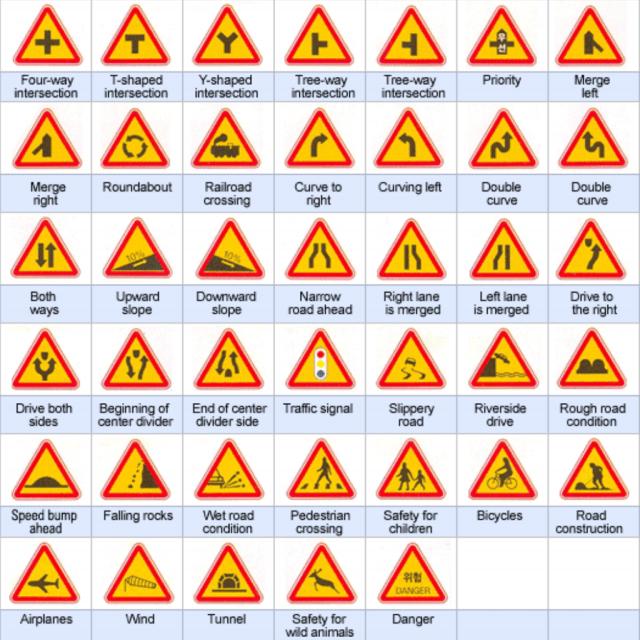 Four-way
intersection
T-shaped
intersection
Y-shaped
intersection
Tree-way
intersection
Tree-way
intersection
Priority
Merge
left
Merge
right
Roundabout
Railroad
crossing
Curve to
right
Curving left
Double
curve
Double
curve
10%
10%
Both
ways
Upward
slope
Downward
slope
Narrow
road ahead
Right lane
is merged
Left lane
is merged
Drive to
the right
Drive both
sides
Beginning of
center divider
End of center
divider side
Traffic signal
Slippery
road
Riverside
drive
Rough road
condition
Speed bump
ahead
Falling rocks
Wet road
condition
Pedestrian
crossing
Safety for
children
Bicycles
Road
construction
위험
DANGER
Airplanes
Wind
Tunnel
Safety for
wild animals
Danger